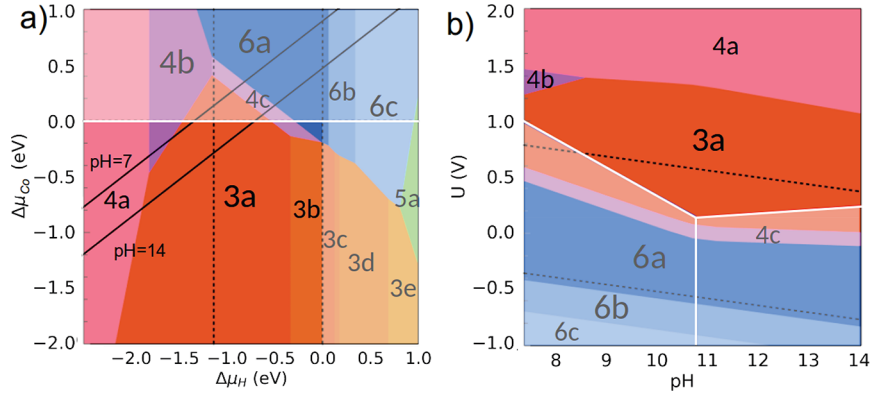 a)
1.0
0.5
0.0
−0.5
−1.0
−1.5
−2.0
Δμ_Co (eV)
4b
6a
4c
6b
6c
pH=7
4a
3a
3b
5a
pH=14
3c
3d
3e
−2.0 −1.5 −1.0 −0.5 0.0 0.5 1.0
Δμ_H (eV)
b)
2.0
1.5
1.0
0.5
0.0
−0.5
−1.0
U (V)
4a
4b
3a
4c
6a
6b
6c
8 9 10 11 12 13 14
pH